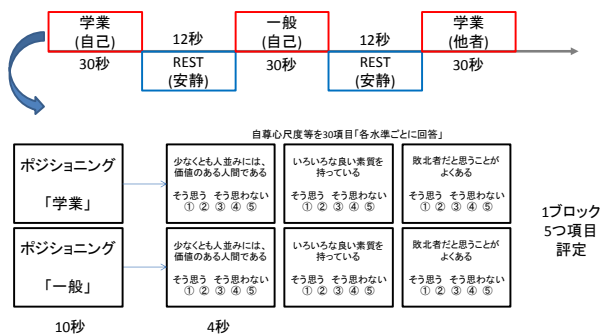 学業
(自己)
12秒
一般
(自己)
12秒
学業
(他者)
30秒
REST
(安静)
30秒
REST
(安静)
30秒
自尊心尺度等を30項目「各水準ごとに回答」
ポジショニング
「学業」
少なくとも人並みには、
価値のある人間である
そう思う そう思わない
① ② ③ ④ ⑤
いろいろな良い素質を
持っている
そう思う そう思わない
① ② ③ ④ ⑤
敗北者だと思うことが
よくある
そう思う そう思わない
① ② ③ ④ ⑤
ポジショニング
「一般」
少なくとも人並みには、
価値のある人間である
そう思う そう思わない
① ② ③ ④ ⑤
いろいろな良い素質を
持っている
そう思う そう思わない
① ② ③ ④ ⑤
敗北者だと思うことが
よくある
そう思う そう思わない
① ② ③ ④ ⑤
1ブロック
5つ項目
評定
10秒
4秒